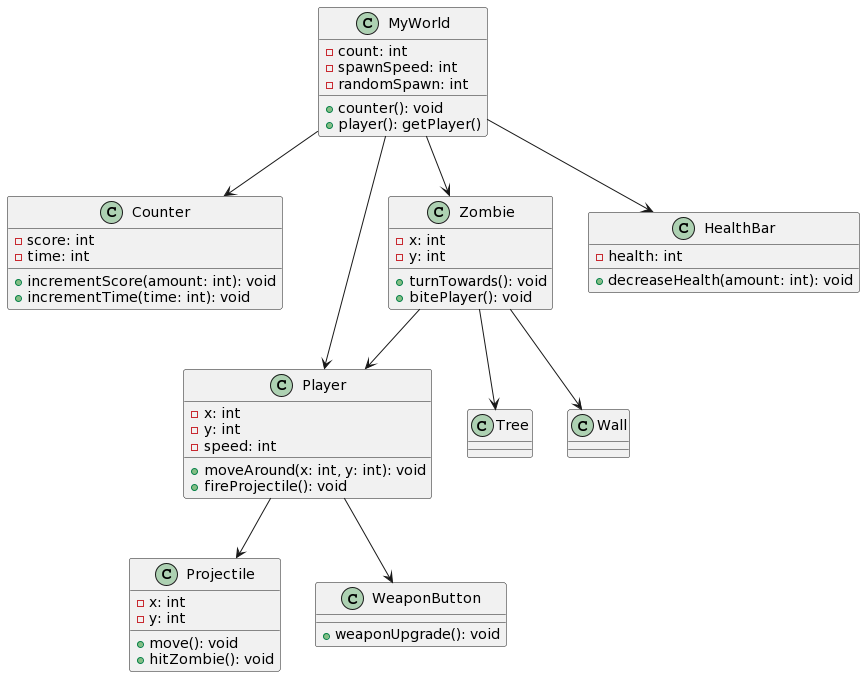 C MyWorld
count: int
spawnSpeed: int
randomSpawn: int
counter(): void
player(): getPlayer()
C Counter
score: int
time: int
incrementScore(amount: int): void
incrementTime(time: int): void
C Zombie
x: int
y: int
turnTowards(): void
bitePlayer(): void
C HealthBar
health: int
decreaseHealth(amount: int): void
C Player
x: int
y: int
speed: int
moveAround(x: int, y: int): void
fireProjectile(): void
C Tree
C Wall
C Projectile
x: int
y: int
move(): void
hitZombie(): void
C WeaponButton
weaponUpgrade(): void